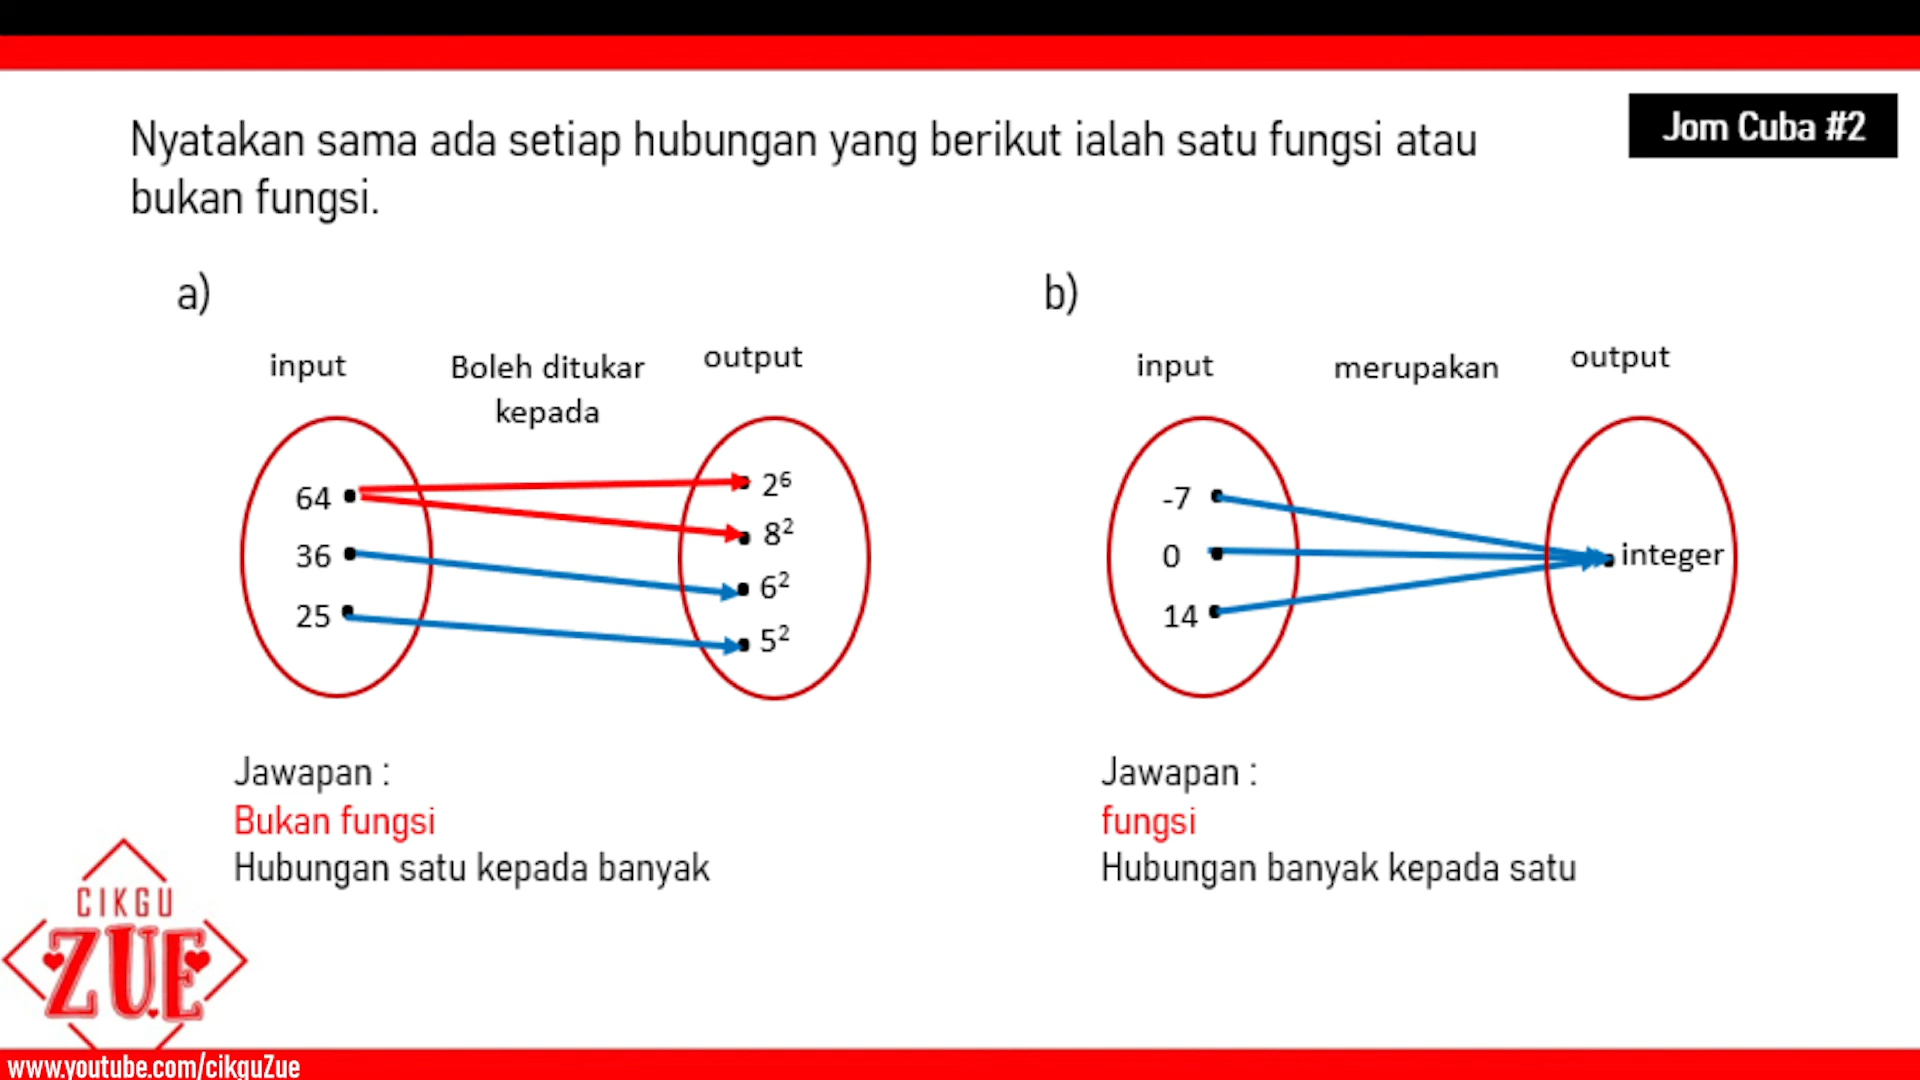 Jom Cuba #2
Nyatakan sama ada setiap hubungan yang berikut ialah satu fungsi atau
bukan fungsi.
a)
input
Boleh ditukar
kepada
output
64
36
25
2⁶
8²
6²
5²
Jawapan :
Bukan fungsi
Hubungan satu kepada banyak
b)
input
merupakan
output
-7
0
14
integer
Jawapan :
fungsi
Hubungan banyak kepada satu
CIKGU
ZUE
www.youtube.com/cikguZue